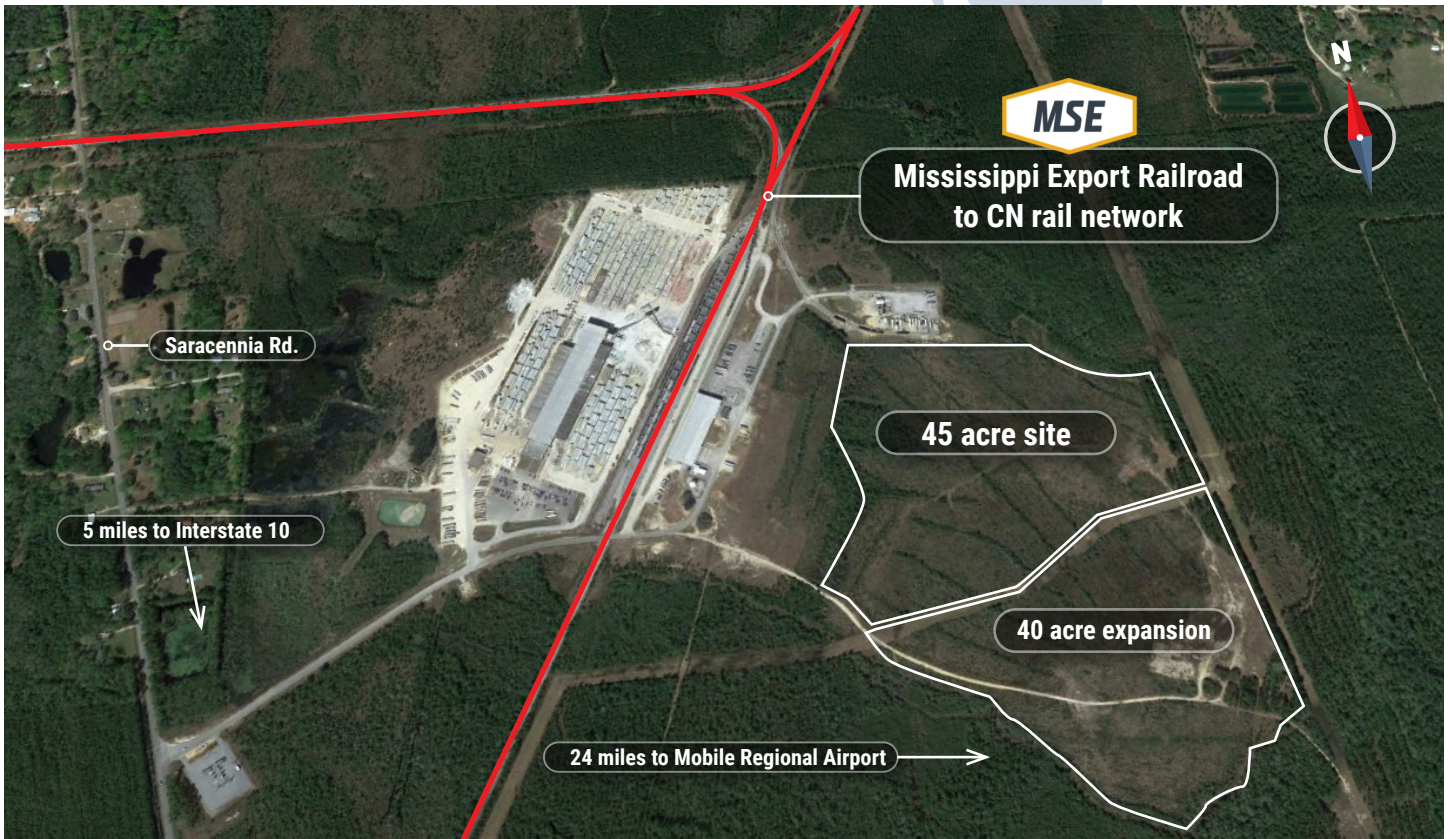 N
MSE
Mississippi Export Railroad
to CN rail network
Saracennia Rd.
45 acre site
5 miles to Interstate 10
40 acre expansion
24 miles to Mobile Regional Airport